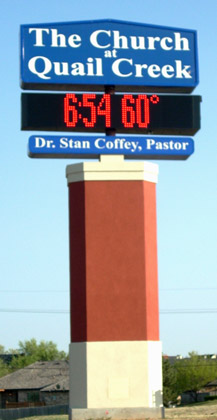 The Church
at
Quail Creek
6:54 60°
Dr. Stan Coffey, Pastor